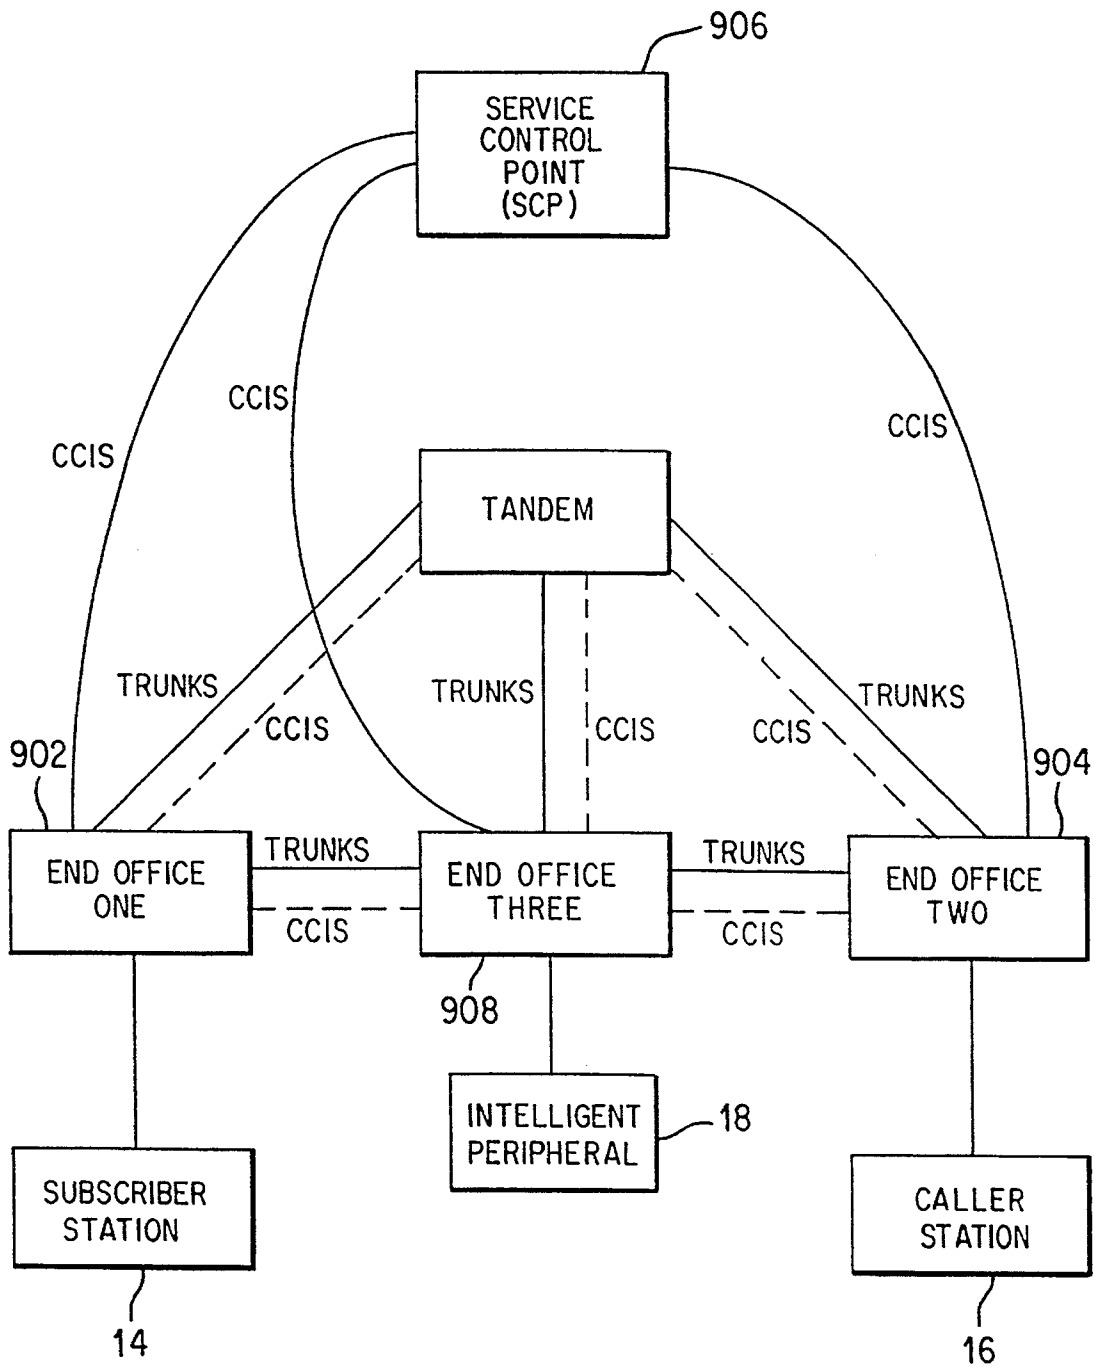 906
SERVICE
CONTROL
POINT
(SCP)
CCIS
CCIS
CCIS
TANDEM
TRUNKS
CCIS
TRUNKS
CCIS
TRUNKS
CCIS
902
904
END OFFICE
ONE
TRUNKS
CCIS
END OFFICE
THREE
TRUNKS
CCIS
END OFFICE
TWO
908
INTELLIGENT
PERIPHERAL
18
SUBSCRIBER
STATION
CALLER
STATION
14
16